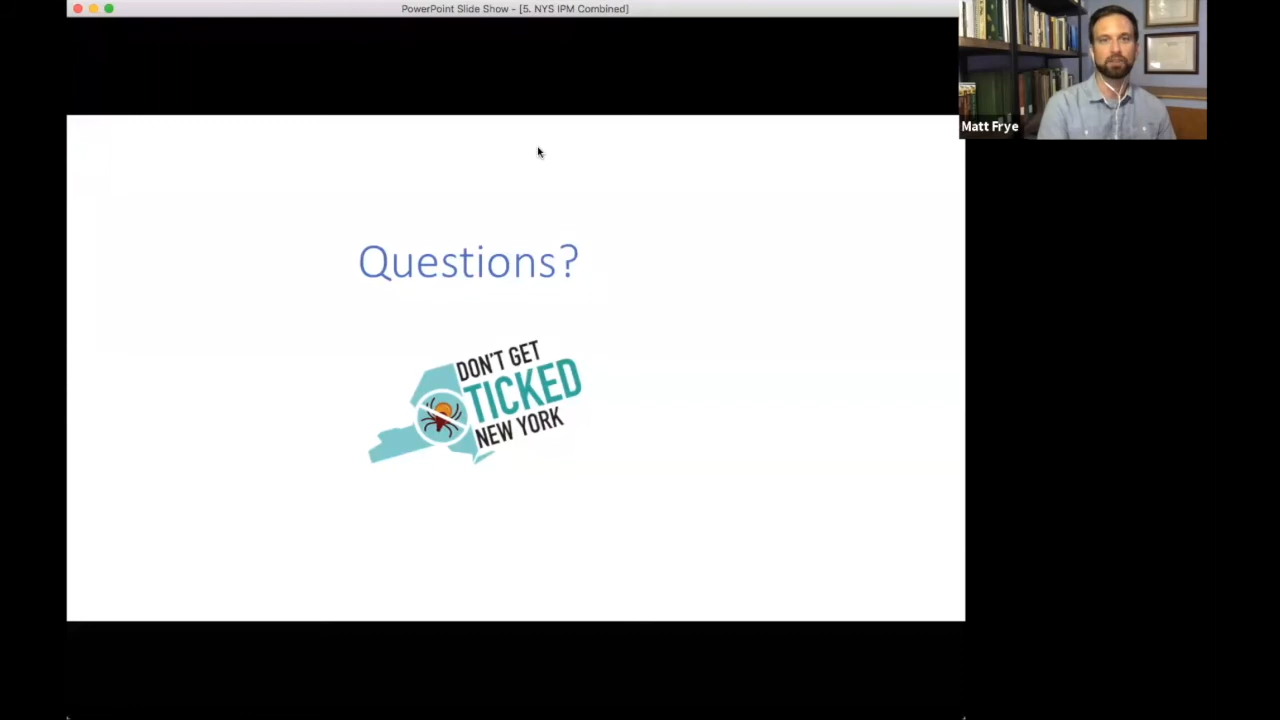 PowerPoint Slide Show - [5. NYS IPM Combined]
Matt Frye
Questions?
DON'T GET
TICKED
NEW YORK